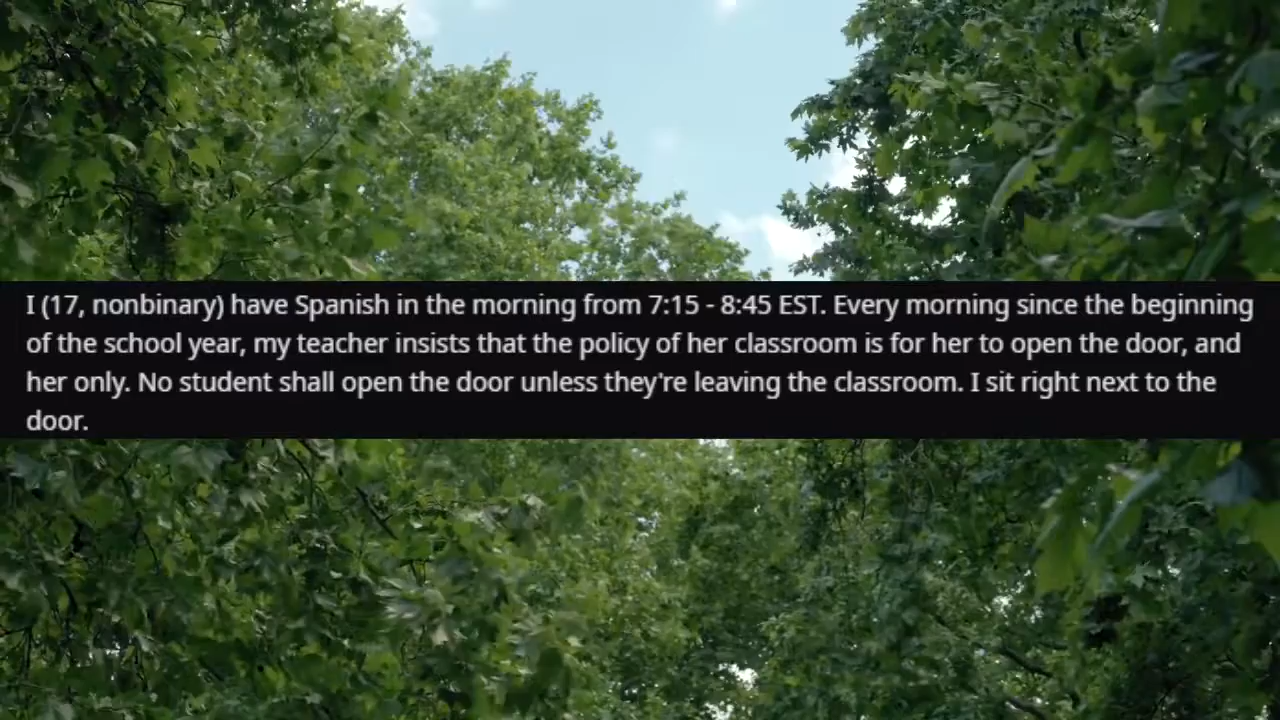 I (17, nonbinary) have Spanish in the morning from 7:15 - 8:45 EST. Every morning since the beginning
of the school year, my teacher insists that the policy of her classroom is for her to open the door, and
her only. No student shall open the door unless they're leaving the classroom. I sit right next to the
door.